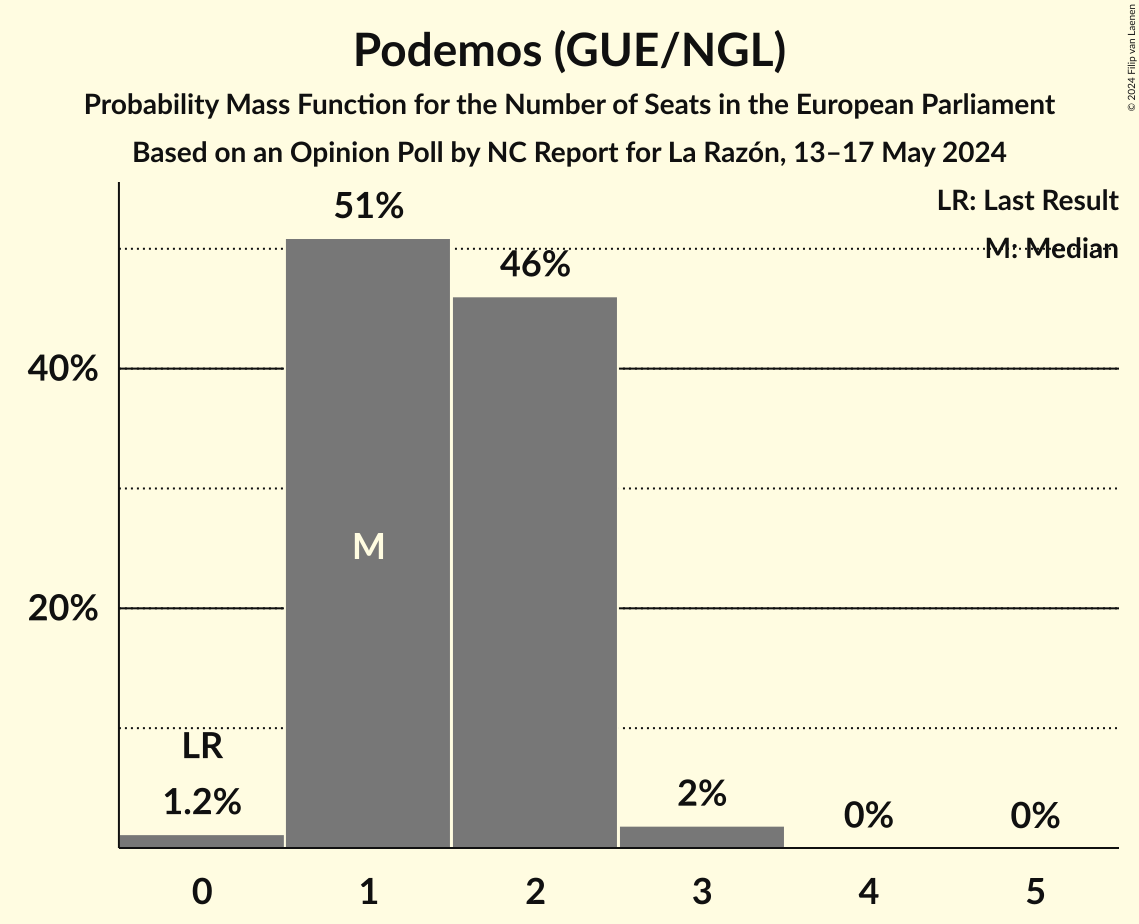 Podemos (GUE/NGL)
Probability Mass Function for the Number of Seats in the European Parliament
Based on an Opinion Poll by NC Report for La Razón, 13–17 May 2024
© 2024 Filip van Laenen
LR: Last Result
M: Median
51%
46%
40%
M
20%
LR
1.2%
2%
0%
0%
0
1
2
3
4
5